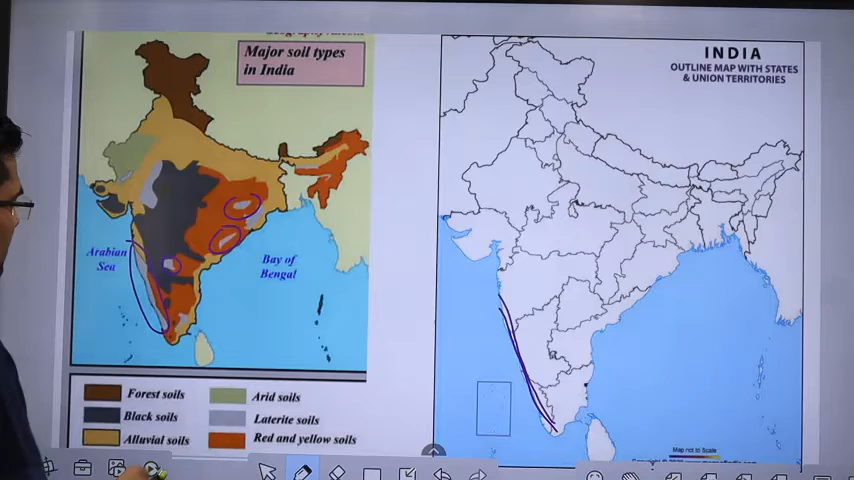 Major soil types
in India
Arabian
Sea
Bay of
Bengal
Forest soils
Arid soils
Black soils
Laterite soils
Alluvial soils
Red and yellow soils
INDIA
OUTLINE MAP WITH STATES
& UNION TERRITORIES
Map not to Scale